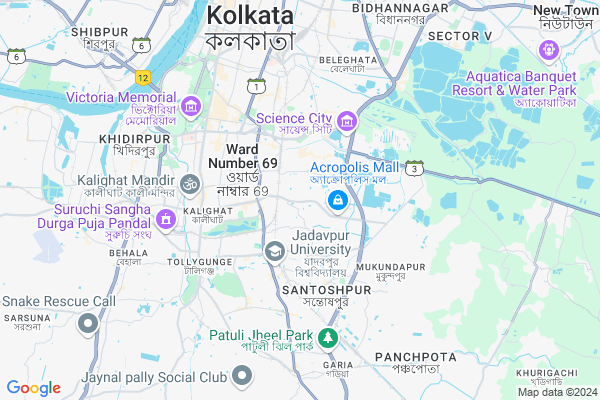 Kolkata
কলকাতা
BIDHANNAGAR
বিধাননগর
New Town
নিউটাউন
SHIBPUR
শিবপুর
6
6
SECTOR V
BELEGHATA
বেলেঘাটা
12
1
Aquatica Banquet
Resort & Water Park
অ্যাকোয়াটিকা
Victoria Memorial
ভিক্টোরিয়া
মেমোরিয়াল
Science City
সায়েন্স সিটি
KHIDIRPUR
খিদিরপুর
Ward
Number 69
ওয়ার্ড
নাম্বার 69
Acropolis Mall
অ্যাক্রোপলিস মল
3
Kalighat Mandir
কালীঘাট কালী মন্দির
Suruchi Sangha
Durga Puja Pandal
সুরুচি সংঘ
KALIGHAT
কালীঘাট
Jadavpur
University
যাদবপুর
বিশ্ববিদ্যালয়
BEHALA
বেহালা
TOLLYGUNGE
টালিগঞ্জ
MUKUNDAPUR
মুকুন্দপুর
SANTOSHPUR
সন্তোষপুর
Snake Rescue Call
SARSUNA
সরশুনা
Patuli Jheel Park
পাটুলী ঝিল পার্ক
GARIA
গড়িয়া
PANCHPOTA
পঞ্চপোতা
KHURIGACHI
খুড়িগাছি
Jaynal pally Social Club
Google
Map data ©2024